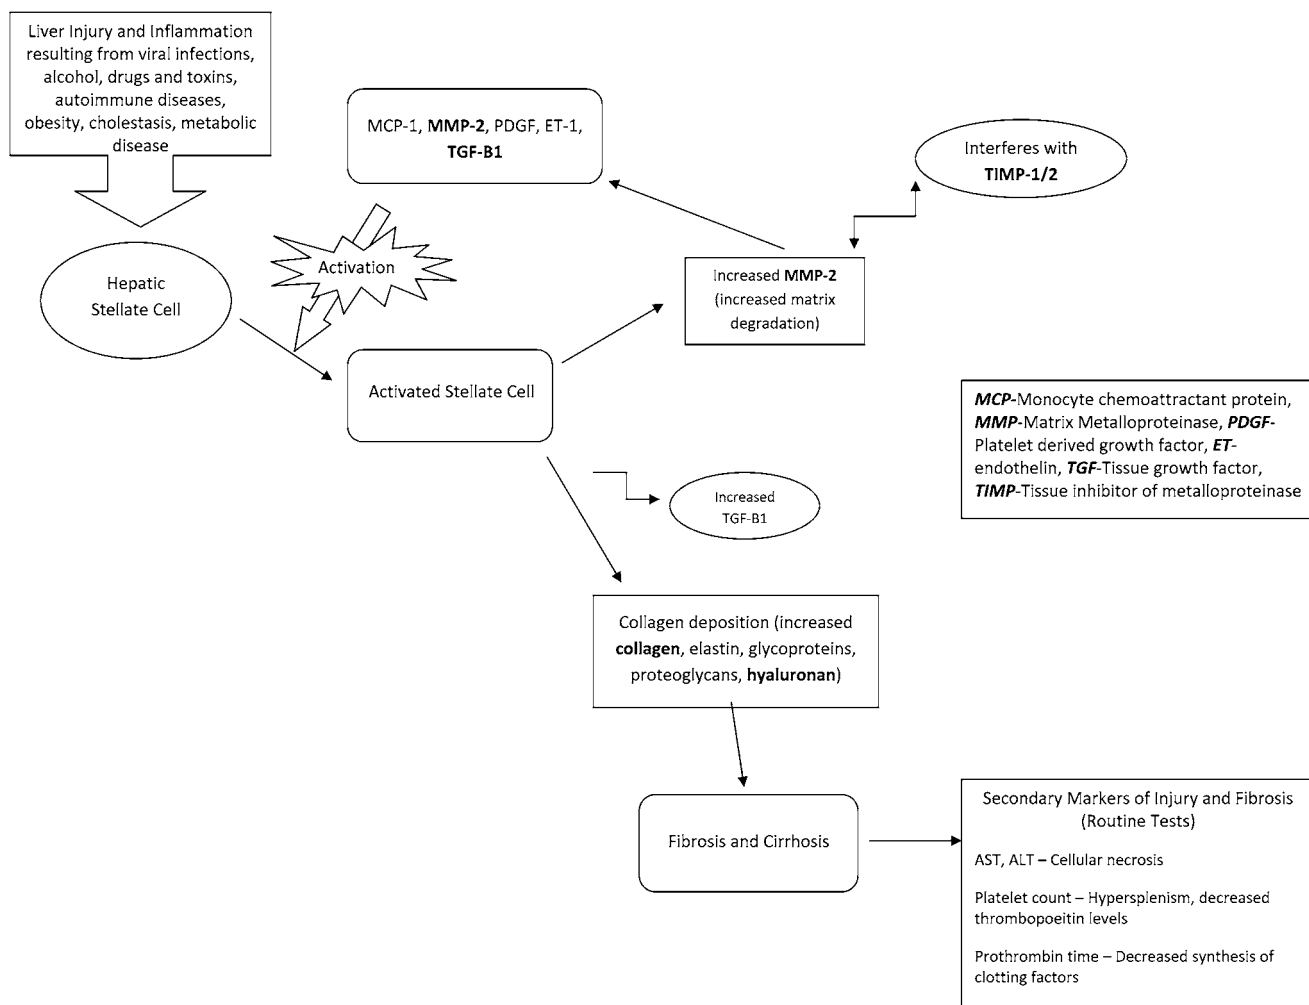 Liver Injury and Inflammation
resulting from viral infections,
alcohol, drugs and toxins,
autoimmune diseases,
obesity, cholestasis, metabolic
disease
MCP-1, MMP-2, PDGF, ET-1,
TGF-B1
Interferes with
TIMP-1/2
Activation
Hepatic
Stellate Cell
Increased MMP-2
(increased matrix
degradation)
Activated Stellate Cell
MCP-Monocyte chemoattractant protein,
MMP-Matrix Metalloproteinase, PDGF-
Platelet derived growth factor, ET-
endothelin, TGF-Tissue growth factor,
TIMP-Tissue inhibitor of metalloproteinase
Increased
TGF-B1
Collagen deposition (increased
collagen, elastin, glycoproteins,
proteoglycans, hyaluronan)
Fibrosis and Cirrhosis
Secondary Markers of Injury and Fibrosis
(Routine Tests)
AST, ALT – Cellular necrosis
Platelet count – Hypersplenism, decreased
thrombopoeitin levels
Prothrombin time – Decreased synthesis of
clotting factors